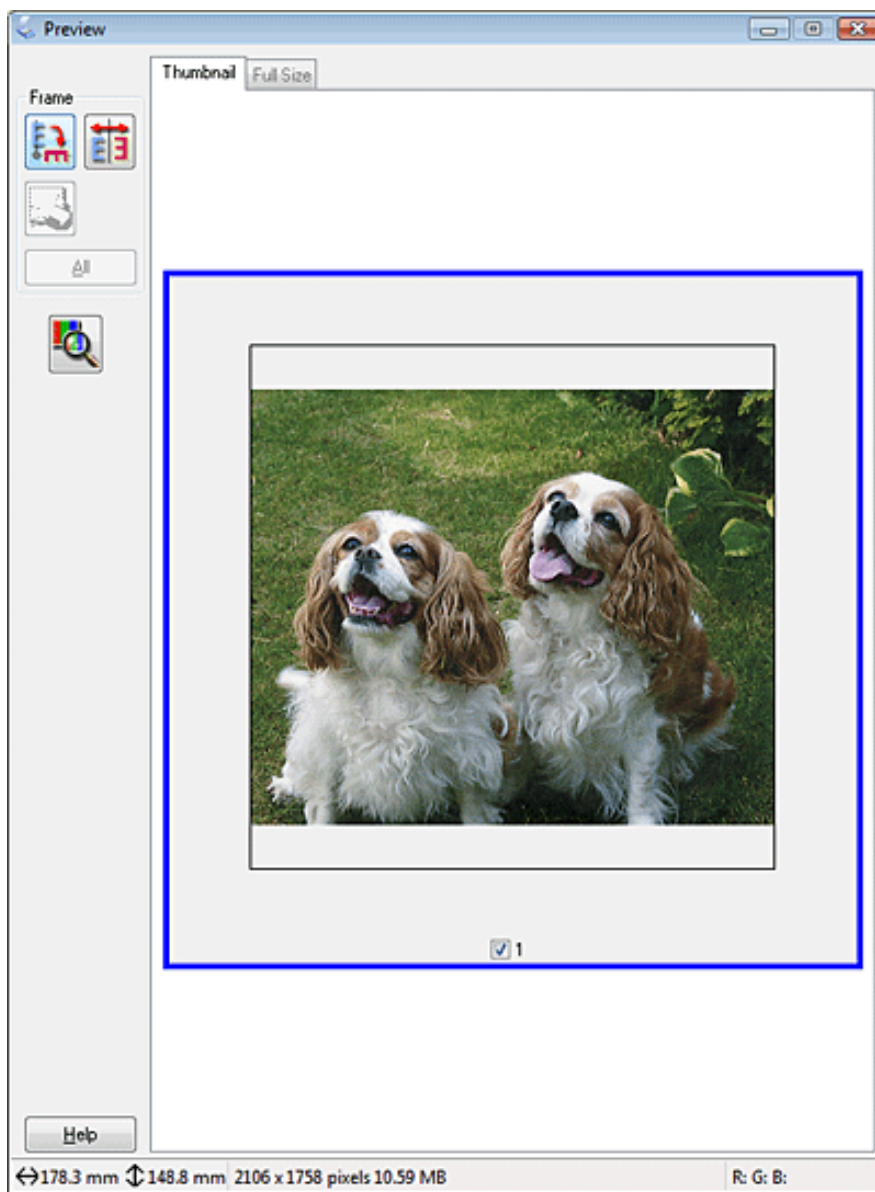 Preview
Thumbnail Full Size
Frame
All
1
Help
178.3 mm 148.8 mm 2106 x 1758 pixels 10.59 MB R: G: B: